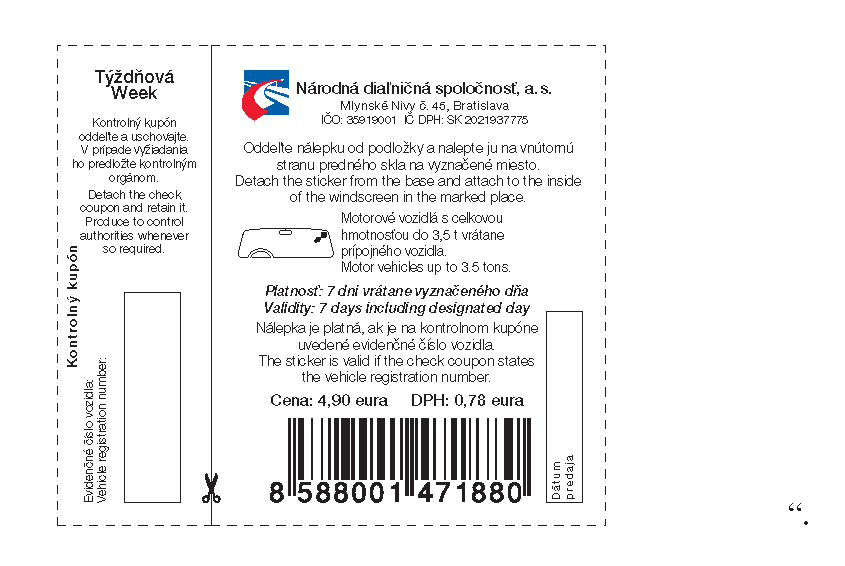 Týždňová
Week
Kontrolný kupón
oddeľte a uschovajte.
V prípade vyžiadania
ho predložte kontrolným
orgánom.
Detach the check
coupon and retain it.
Produce to control
authorities whenever
so required.
Kontrolný kupón
Evidenčné číslo vozidla:
Vehicle registration number:
Národná diaľničná spoločnosť, a. s.
Mlynské Nivy č. 45, Bratislava
IČO: 35919001 IČ DPH: SK 2021937775
Oddeľte nálepku od podložky a nalepte ju na vnútornú
stranu predného skla na vyznačené miesto.
Detach the sticker from the base and attach to the inside
of the windscreen in the marked place.
Motorové vozidlá s celkovou
hmotnosťou do 3,5 t vrátane
prípojného vozidla.
Motor vehicles up to 3.5 tons.
Platnosť: 7 dní vrátane vyznačeného dňa
Validity: 7 days including designated day
Nálepka je platná, ak je na kontrolnom kupóne
uvedené evidenčné číslo vozidla.
The sticker is valid if the check coupon states
the vehicle registration number.
Cena: 4,90 eura DPH: 0,78 eura
8 588001 471880
Dátum
predaja
“.